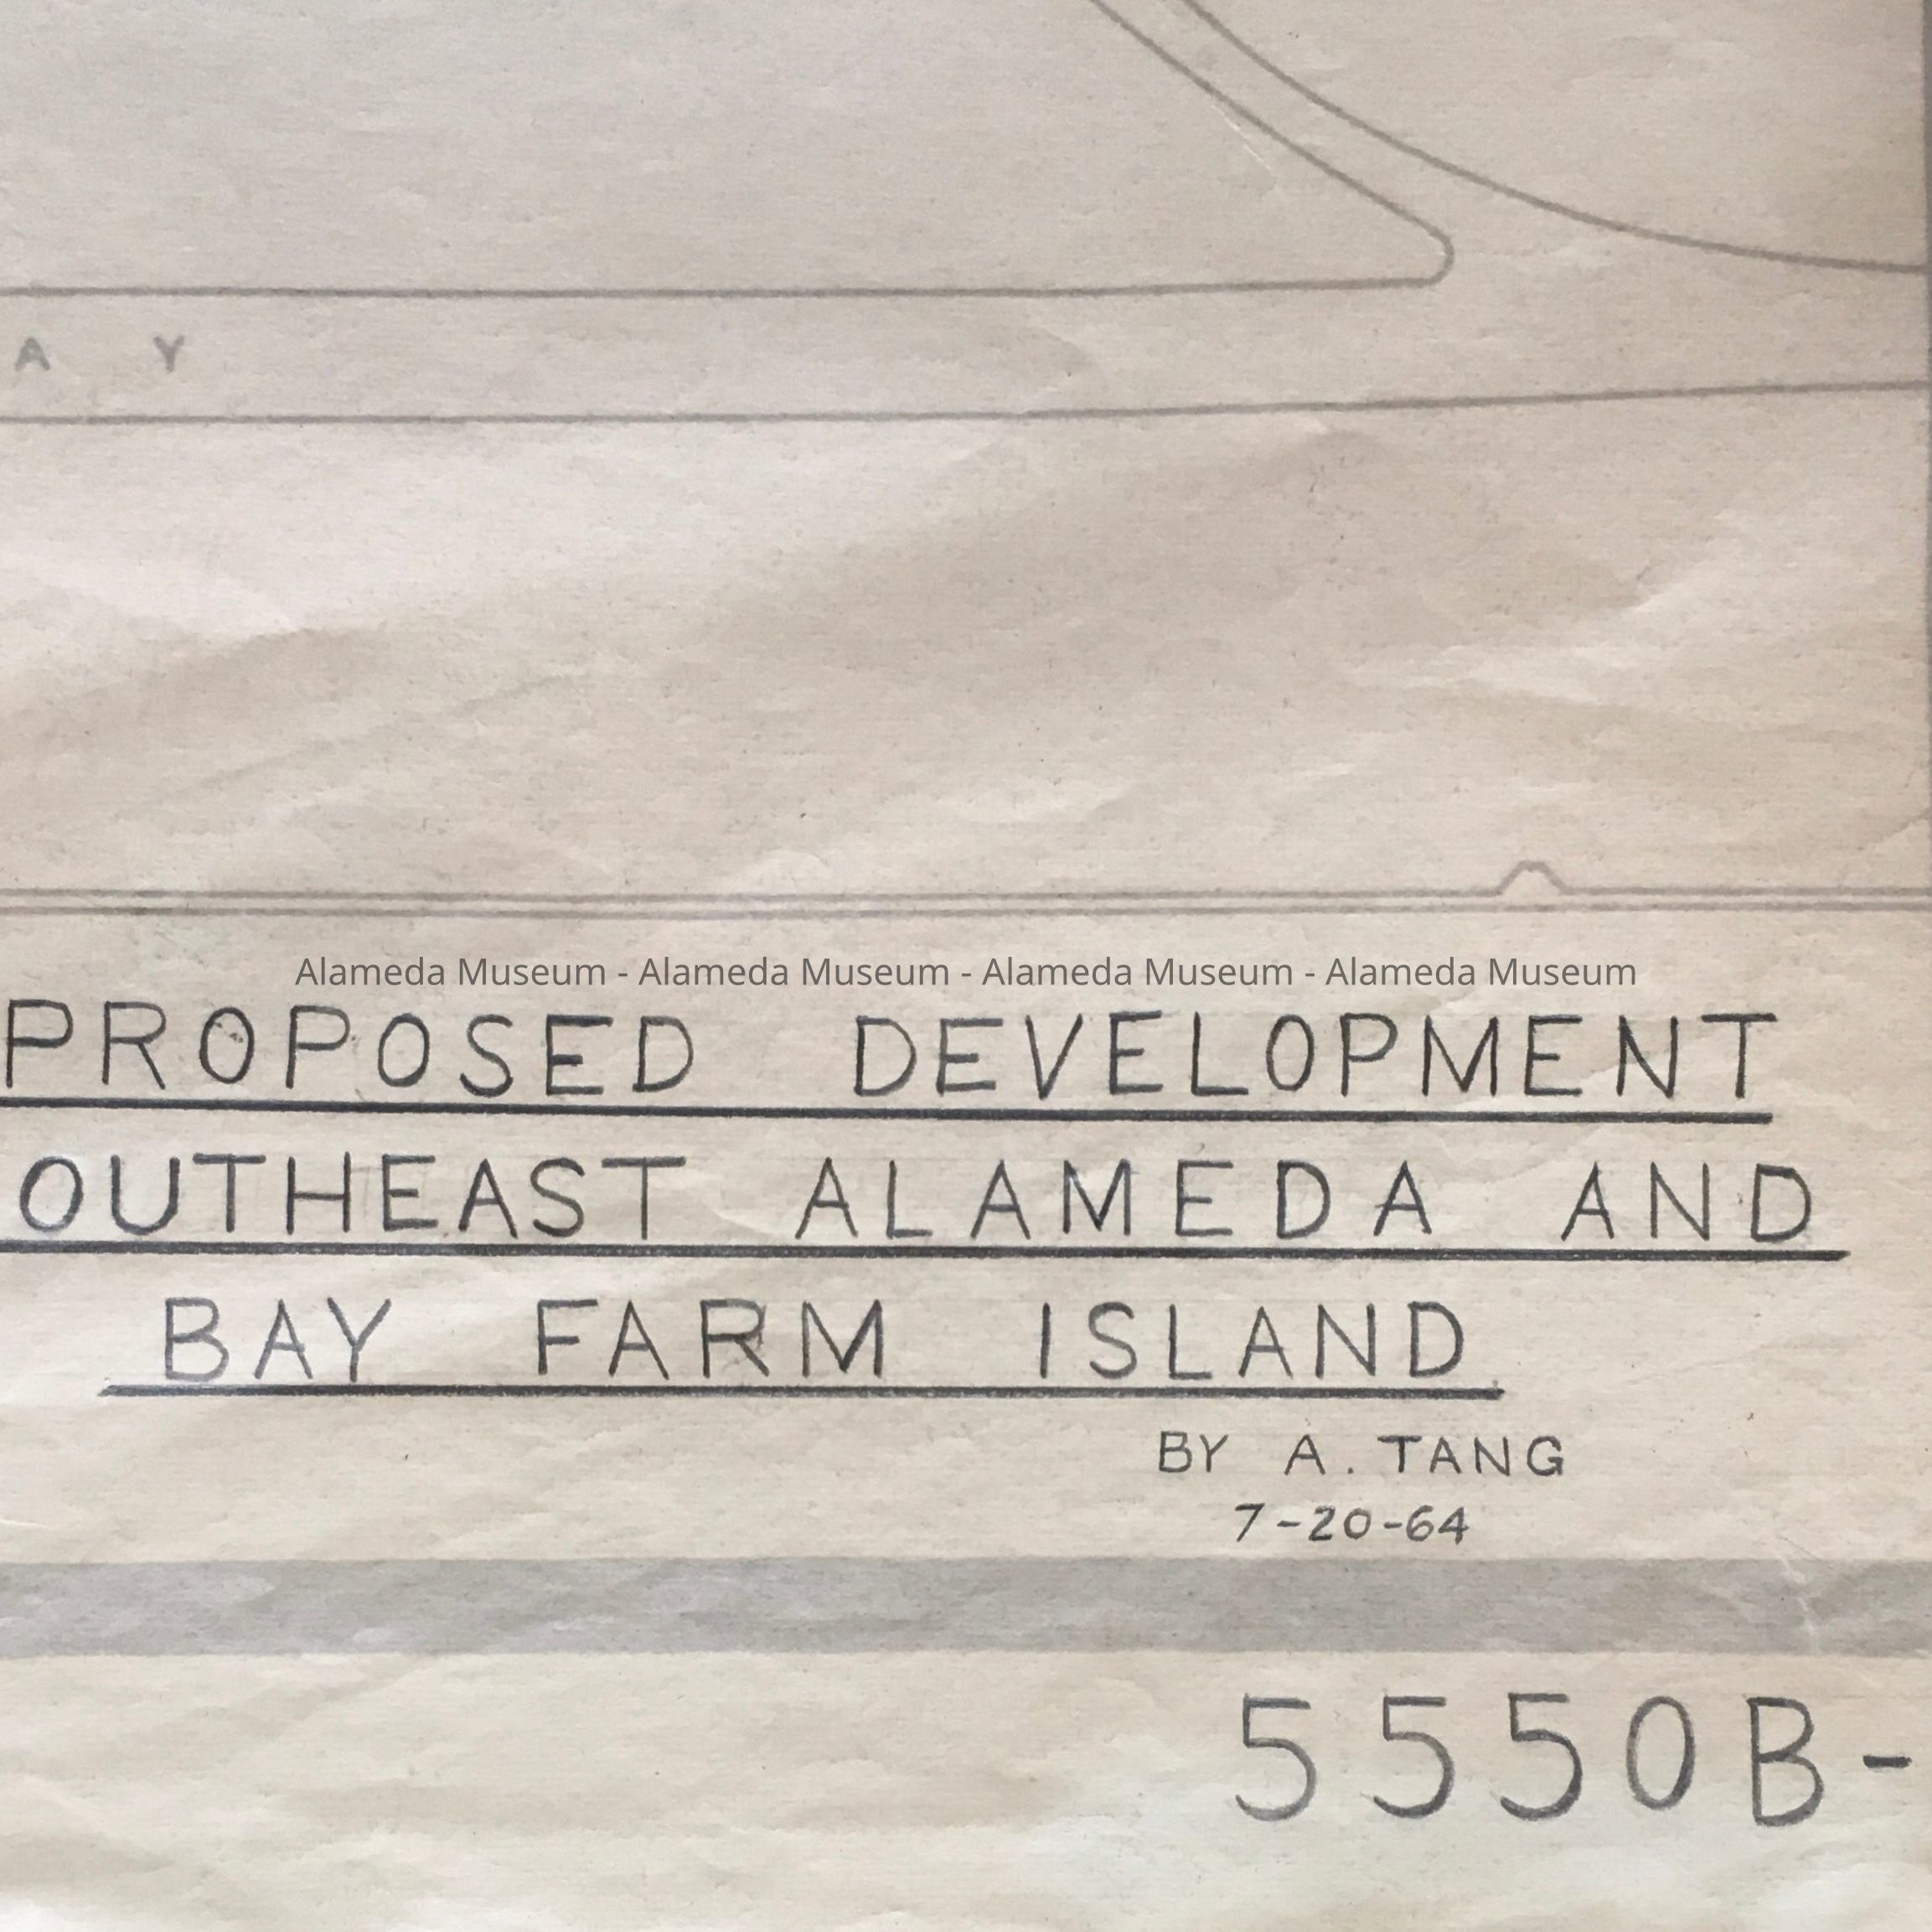 A Y
Alameda Museum - Alameda Museum - Alameda Museum - Alameda Museum
PROPOSED DEVELOPMENT
OUTHEAST ALAMEDA AND
BAY FARM ISLAND
BY A. TANG
7-20-64
5550B-